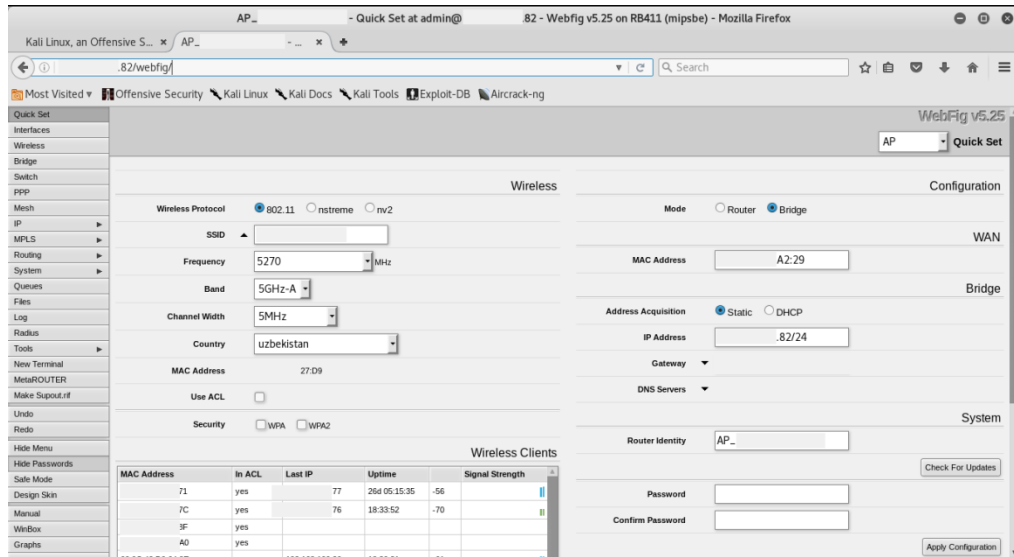 AP_ - Quick Set at admin@ .82 - Webfig v5.25 on RB411 (mipsbe) - Mozilla Firefox
Kali Linux, an Offensive S... × AP_ - ... ×
.82/webfig/ Search
Most Visited Offensive Security Kali Linux Kali Docs Kali Tools Exploit-DB Aircrack-ng
Quick Set
Interfaces
Wireless
Bridge
Switch
PPP
Mesh
IP
MPLS
Routing
System
Queues
Files
Log
Radius
Tools
New Terminal
MetaROUTER
Make Supout.rif
Undo
Redo
Hide Menu
Hide Passwords
Safe Mode
Design Skin
Manual
WinBox
Graphs
WebFig v5.25
AP Quick Set
Wireless
Wireless Protocol 802.11 nstreme nv2
SSID
Frequency 5270 MHz
Band 5GHz-A
Channel Width 5MHz
Country uzbekistan
MAC Address 27:D9
Use ACL
Security WPA WPA2
Wireless Clients
MAC Address In ACL Last IP Uptime Signal Strength
71 yes 77 26d 05:15:35 -56
7C yes 76 18:33:52 -70
3F yes
A0 yes
Configuration
Mode Router Bridge
WAN
MAC Address A2:29
Bridge
Address Acquisition Static DHCP
IP Address .82/24
Gateway
DNS Servers
System
Router Identity AP_
Check For Updates
Password
Confirm Password
Apply Configuration